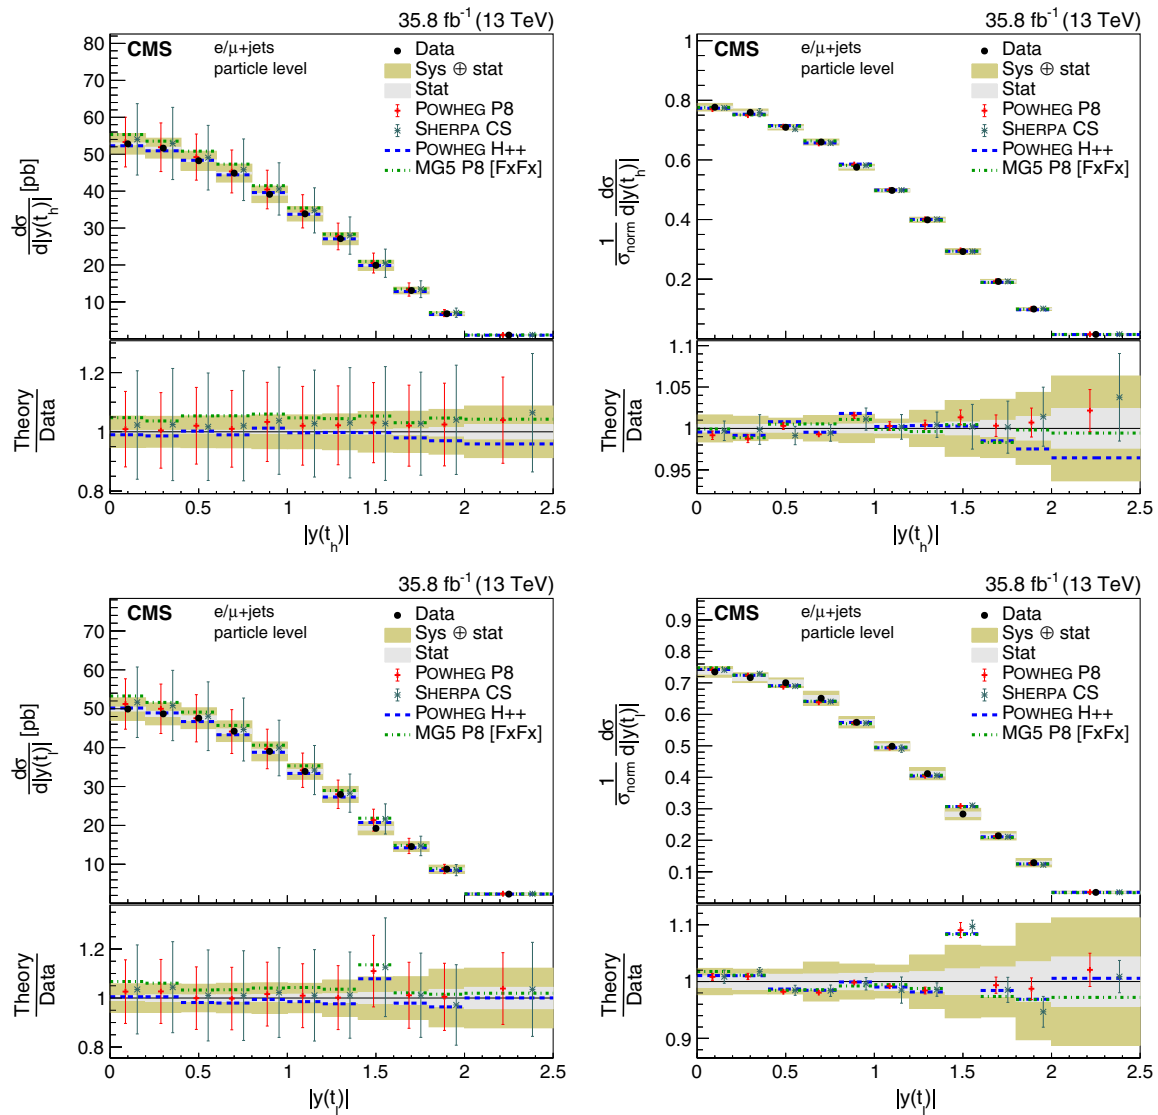 35.8 fb⁻¹ (13 TeV)
CMS
e/μ+jets
particle level
Data
Sys ⊕ stat
Stat
POWHEG P8
SHERPA CS
POWHEG H++
MG5 P8 [FxFx]
dσ/d|y(t_h)| [pb]
80
70
60
50
40
30
20
10
Theory/Data
1.2
1
0.8
0 0.5 1 1.5 2 2.5
|y(t_h)|
35.8 fb⁻¹ (13 TeV)
CMS
e/μ+jets
particle level
Data
Sys ⊕ stat
Stat
POWHEG P8
SHERPA CS
POWHEG H++
MG5 P8 [FxFx]
1/σ_norm dσ/d|y(t_h)|
1
0.8
0.6
0.4
0.2
Theory/Data
1.1
1.05
1
0.95
0 0.5 1 1.5 2 2.5
|y(t_h)|
35.8 fb⁻¹ (13 TeV)
CMS
e/μ+jets
particle level
Data
Sys ⊕ stat
Stat
POWHEG P8
SHERPA CS
POWHEG H++
MG5 P8 [FxFx]
dσ/d|y(t_l)| [pb]
70
60
50
40
30
20
10
Theory/Data
1.2
1
0.8
0 0.5 1 1.5 2 2.5
|y(t_l)|
35.8 fb⁻¹ (13 TeV)
CMS
e/μ+jets
particle level
Data
Sys ⊕ stat
Stat
POWHEG P8
SHERPA CS
POWHEG H++
MG5 P8 [FxFx]
1/σ_norm dσ/d|y(t_l)|
0.9
0.8
0.7
0.6
0.5
0.4
0.3
0.2
0.1
Theory/Data
1.1
1
0.9
0 0.5 1 1.5 2 2.5
|y(t_l)|